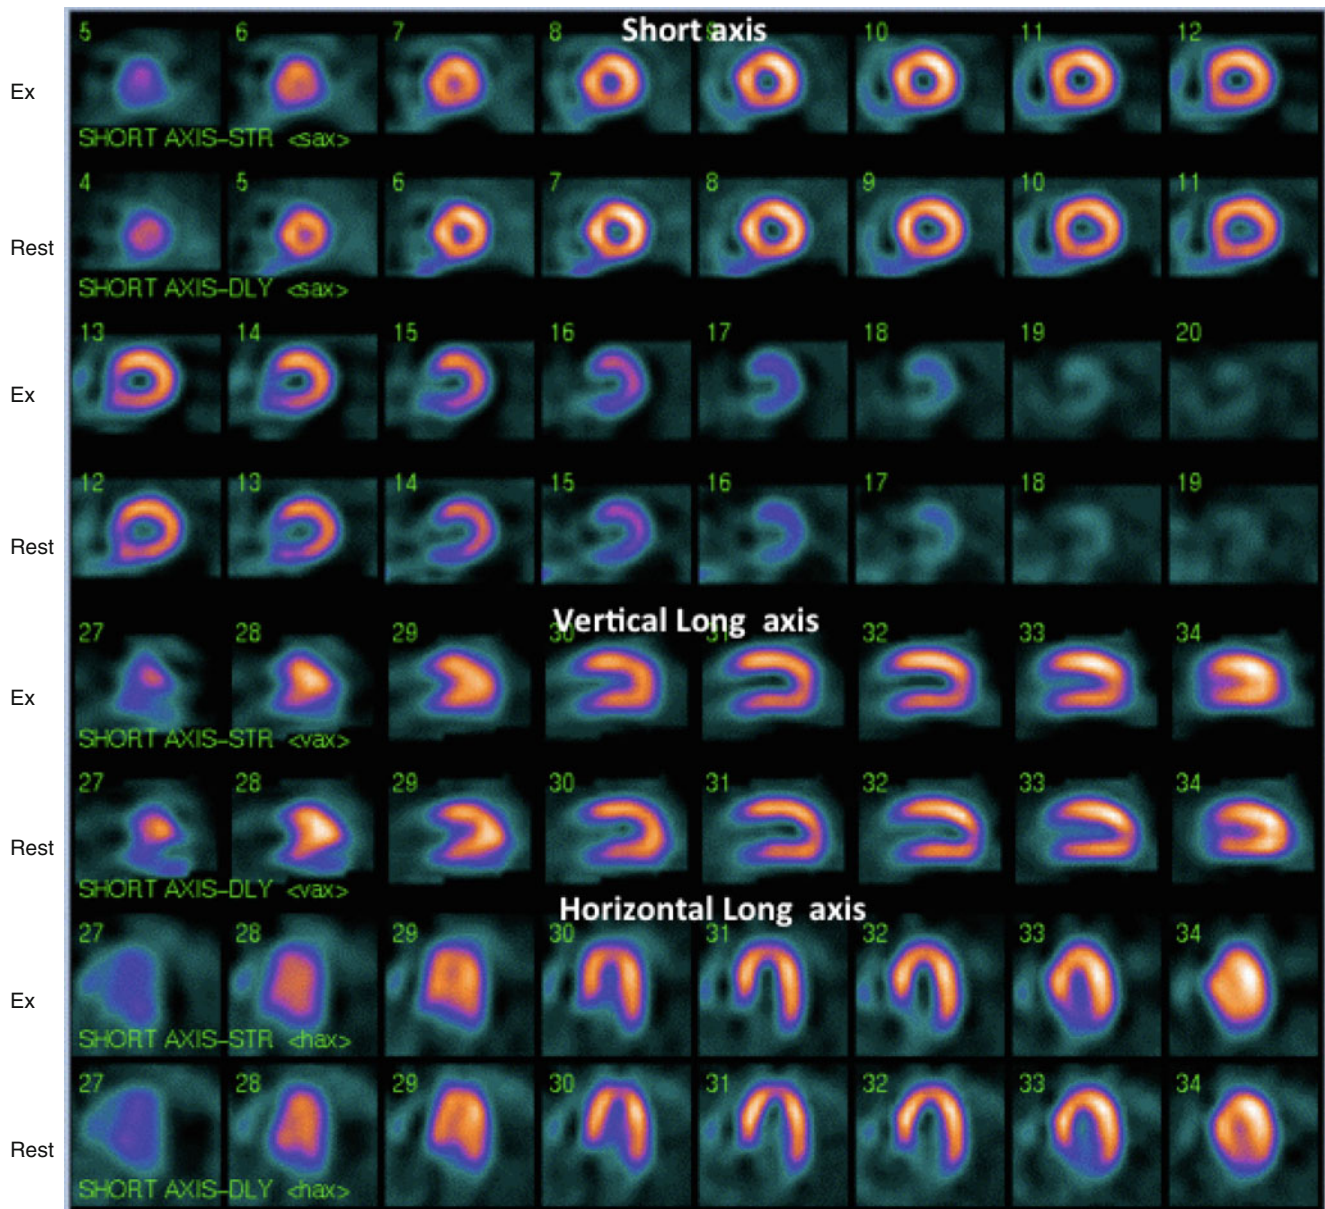 Short axis
5 6 7 8 9 10 11 12
Ex
SHORT AXIS-STR <sax>
4 5 6 7 8 9 10 11
Rest
SHORT AXIS-DLY <sax>
13 14 15 16 17 18 19 20
Ex
12 13 14 15 16 17 18 19
Rest
Vertical Long axis
27 28 29 30 31 32 33 34
Ex
SHORT AXIS-STR <vax>
27 28 29 30 31 32 33 34
Rest
SHORT AXIS-DLY <vax>
Horizontal Long axis
27 28 29 30 31 32 33 34
Ex
SHORT AXIS-STR <hax>
27 28 29 30 31 32 33 34
Rest
SHORT AXIS-DLY <hax>